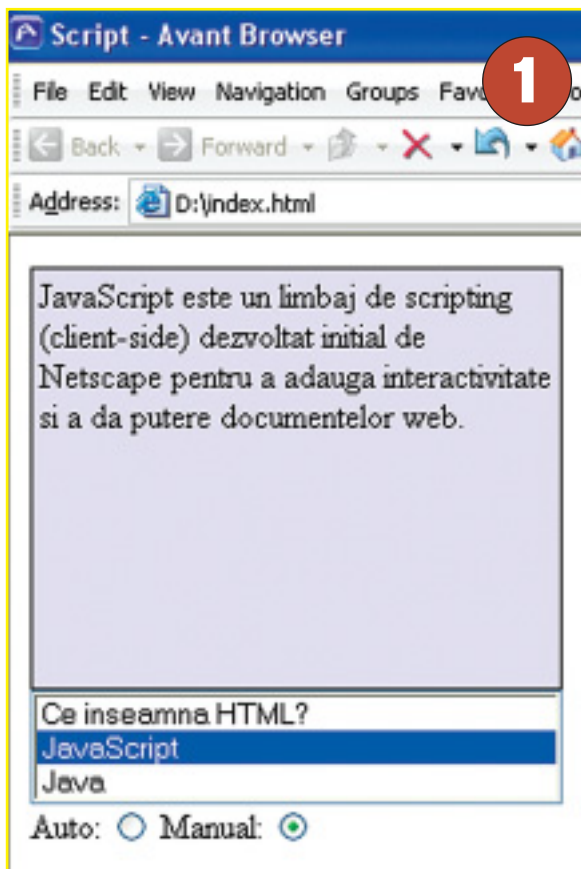 Script - Avant Browser
1
File Edit View Navigation Groups
Back Forward
Address: D:\index.html
JavaScript este un limbaj de scripting
(client-side) dezvoltat initial de
Netscape pentru a adauga interactivitate
si a da putere documentelor web.
Ce inseamna HTML?
JavaScript
Java
Auto: Manual: